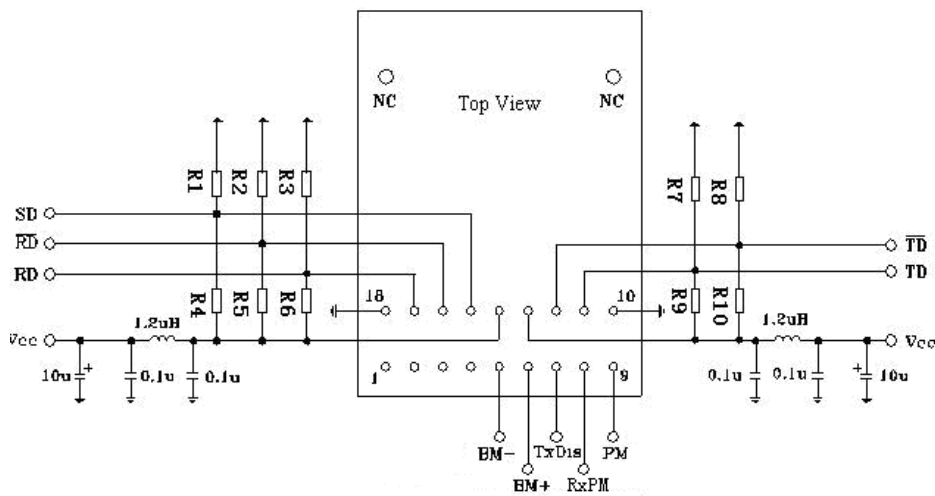 NC
NC
Top View
R1
R2
R3
R7
R8
SD
R̅D̅
RD
T̅D̅
TD
R4
R5
R6
18
10
R9
R10
1.2uH
1.2uH
Vcc
Vcc
10u
+
0.1u
0.1u
1
9
0.1u
0.1u
+
10u
BM-
TxDis
PM
BM+
RxPM